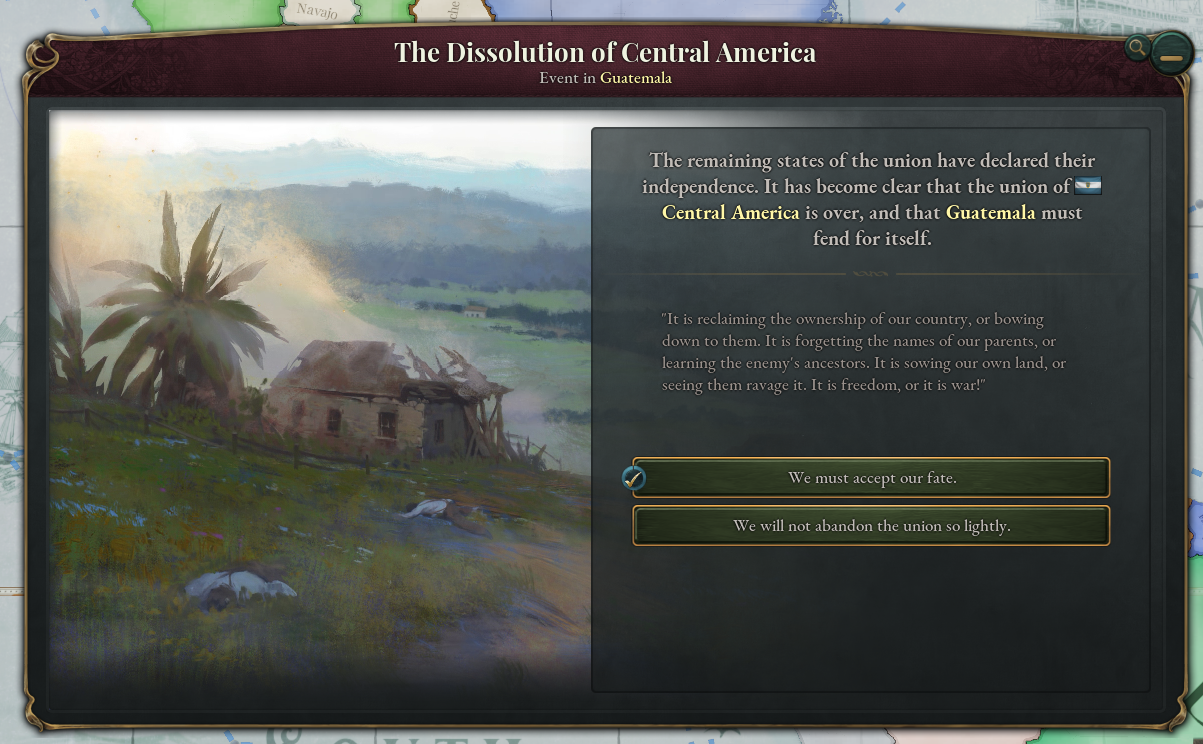 Navajo
The Dissolution of Central America
Event in Guatemala
The remaining states of the union have declared their
independence. It has become clear that the union of
Central America is over, and that Guatemala must
fend for itself.
"It is reclaiming the ownership of our country, or bowing
down to them. It is forgetting the names of our parents, or
learning the enemy's ancestors. It is sowing our own land, or
seeing them ravage it. It is freedom, or it is war!"
We must accept our fate.
We will not abandon the union so lightly.